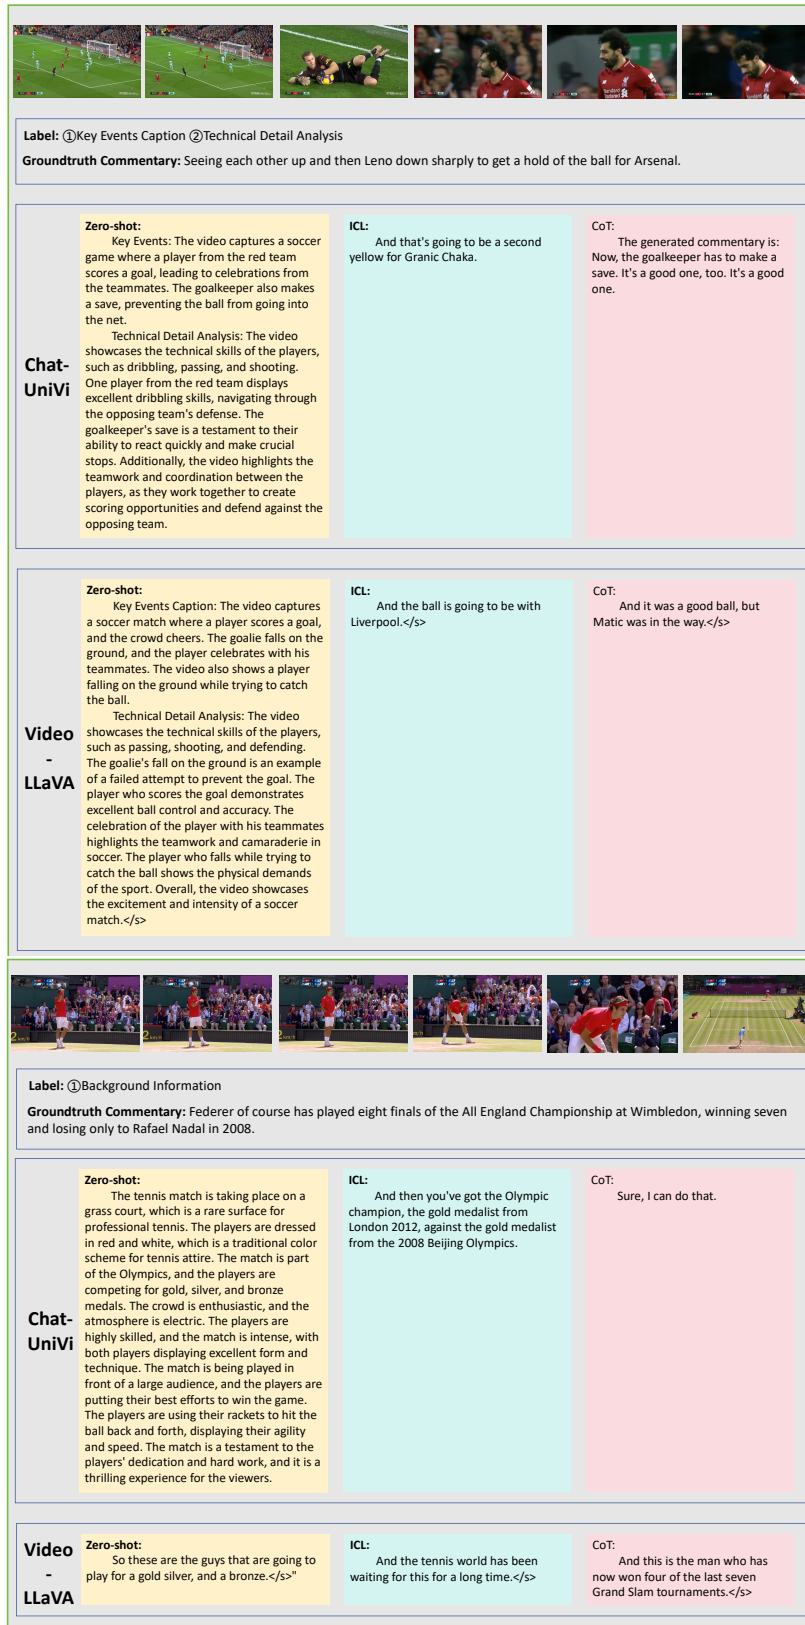 Label: ①Key Events Caption ②Technical Detail Analysis
Groundtruth Commentary: Seeing each other up and then Leno down sharply to get a hold of the ball for Arsenal.
Chat-
UniVi
Zero-shot:
Key Events: The video captures a soccer
game where a player from the red team
scores a goal, leading to celebrations from
the teammates. The goalkeeper also makes
a save, preventing the ball from going into
the net.
Technical Detail Analysis: The video
showcases the technical skills of the players,
such as dribbling, passing, and shooting.
One player from the red team displays
excellent dribbling skills, navigating through
the opposing team's defense. The
goalkeeper's save is a testament to their
ability to react quickly and make crucial
stops. Additionally, the video highlights the
teamwork and coordination between the
players, as they work together to create
scoring opportunities and defend against the
opposing team.
ICL:
And that's going to be a second
yellow for Granic Chaka.
CoT:
The generated commentary is:
Now, the goalkeeper has to make a
save. It's a good one, too. It's a good
one.
Video
-
LLaVA
Zero-shot:
Key Events Caption: The video captures
a soccer match where a player scores a goal,
and the crowd cheers. The goalie falls on the
ground, and the player celebrates with his
teammates. The video also shows a player
falling on the ground while trying to catch
the ball.
Technical Detail Analysis: The video
showcases the technical skills of the players,
such as passing, shooting, and defending.
The goalie's fall on the ground is an example
of a failed attempt to prevent the goal. The
player who scores the goal demonstrates
excellent ball control and accuracy. The
celebration of the player with his teammates
highlights the teamwork and camaraderie in
soccer. The player who falls while trying to
catch the ball shows the physical demands
of the sport. Overall, the video showcases
the excitement and intensity of a soccer
match.</s>
ICL:
And the ball is going to be with
Liverpool.</s>
CoT:
And it was a good ball, but
Matic was in the way.</s>
Label: ①Background Information
Groundtruth Commentary: Federer of course has played eight finals of the All England Championship at Wimbledon, winning seven
and losing only to Rafael Nadal in 2008.
Chat-
UniVi
Zero-shot:
The tennis match is taking place on a
grass court, which is a rare surface for
professional tennis. The players are dressed
in red and white, which is a traditional color
scheme for tennis attire. The match is part
of the Olympics, and the players are
competing for gold, silver, and bronze
medals. The crowd is enthusiastic, and the
atmosphere is electric. The players are
highly skilled, and the match is intense, with
both players displaying excellent form and
technique. The match is being played in
front of a large audience, and the players are
putting their best efforts to win the game.
The players are using their rackets to hit the
ball back and forth, displaying their agility
and speed. The match is a testament to the
players' dedication and hard work, and it is a
thrilling experience for the viewers.
ICL:
And then you've got the Olympic
champion, the gold medalist from
London 2012, against the gold medalist
from the 2008 Beijing Olympics.
CoT:
Sure, I can do that.
Video
-
LLaVA
Zero-shot:
So these are the guys that are going to
play for a gold silver, and a bronze.</s>"
ICL:
And the tennis world has been
waiting for this for a long time.</s>
CoT:
And this is the man who has
now won four of the last seven
Grand Slam tournaments.</s>